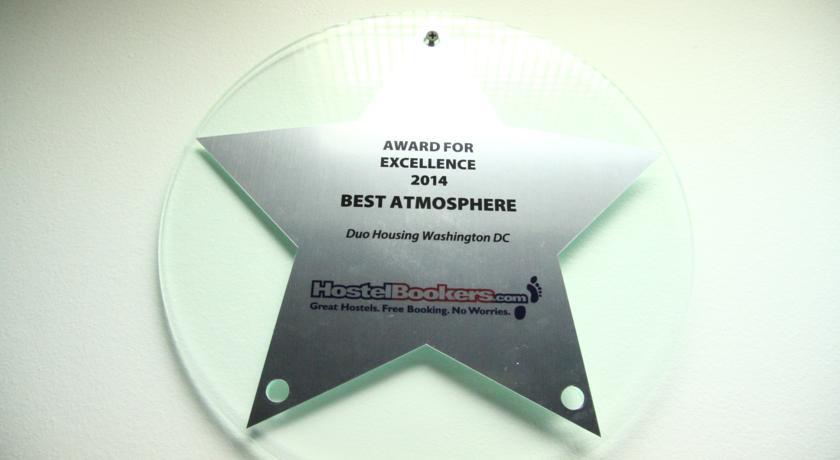 AWARD FOR
EXCELLENCE
2014
BEST ATMOSPHERE
Duo Housing Washington DC
HostelBookers.com
Great Hostels. Free Booking. No Worries.